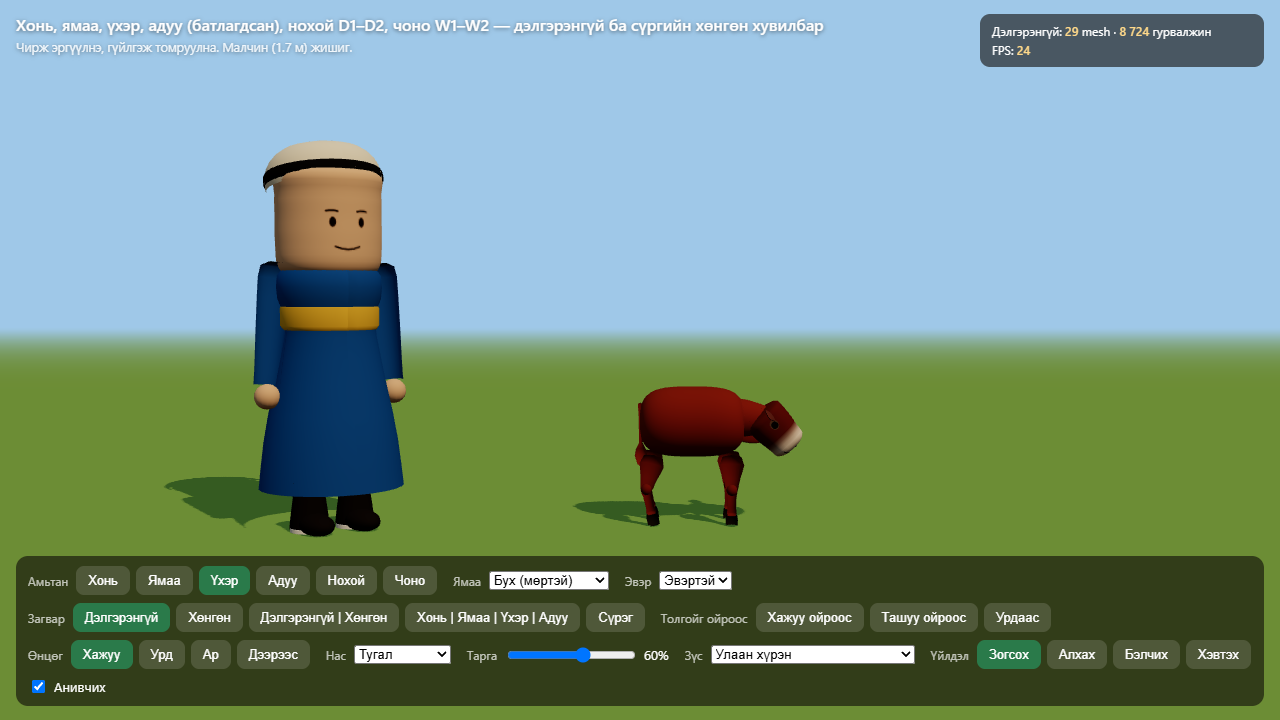 Хонь, ямаа, үхэр, адуу (батлагдсан), нохой D1–D2, чоно W1–W2 — дэлгэрэнгүй ба сүргийн хөнгөн хувилбар
Чирж эргүүлнэ, гүйлгэж томруулна. Малчин (1.7 м) жишиг.
Дэлгэрэнгүй: 29 mesh · 8 724 гурвалжин
FPS: 24
Амьтан Хонь Ямаа Үхэр Адуу Нохой Чоно Ямаа Бух (мөртэй) Эвэр Эвэртэй
Загвар Дэлгэрэнгүй Хөнгөн Дэлгэрэнгүй | Хөнгөн Хонь | Ямаа | Үхэр | Адуу Сүрэг Толгойг ойроос Хажуу ойроос Ташуу ойроос Урдаас
Өнцөг Хажуу Урд Ар Дээрээс Нас Тугал Тарга 60% Зүс Улаан хүрэн Үйлдэл Зогсох Алхах Бэлчих Хэвтэх
Анивчих